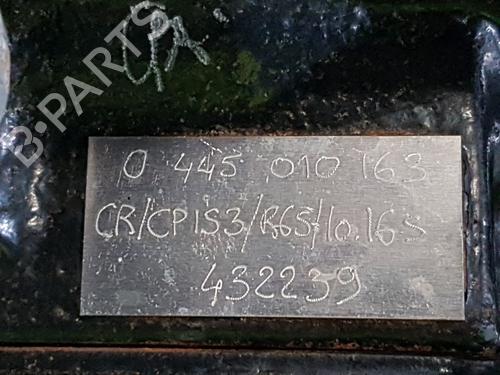 B-PARTS
0 445 010 163
CR/CP1S3/R65/10.16S
432239